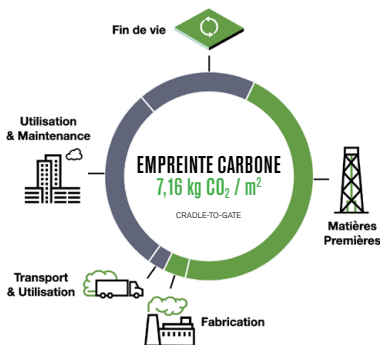 Fin de vie
Utilisation
& Maintenance
EMPREINTE CARBONE
7,16 kg CO₂ / m²
CRADLE-TO-GATE
Matières
Premières
Transport
& Utilisation
Fabrication